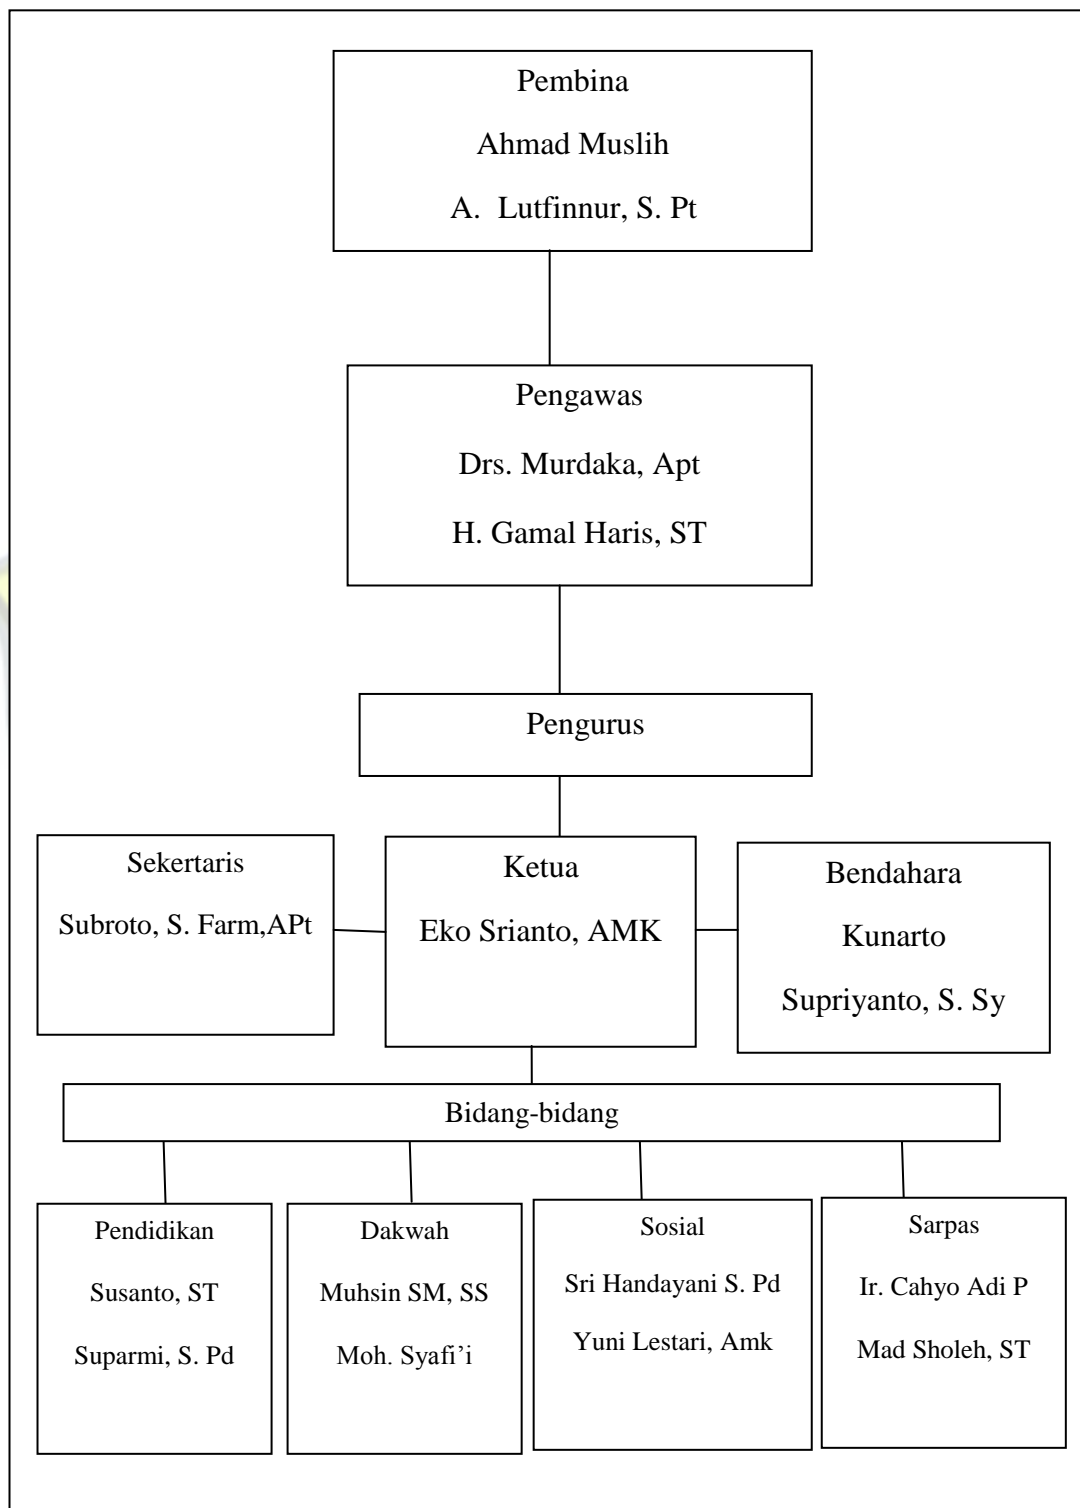 Pembina
Ahmad Muslih
A. Lutfinnur, S. Pt
Pengawas
Drs. Murdaka, Apt
H. Gamal Haris, ST
Pengurus
Sekertaris
Subroto, S. Farm,APt
Ketua
Eko Srianto, AMK
Bendahara
Kunarto
Supriyanto, S. Sy
Bidang-bidang
Pendidikan
Susanto, ST
Suparmi, S. Pd
Dakwah
Muhsin SM, SS
Moh. Syafi’i
Sosial
Sri Handayani S. Pd
Yuni Lestari, Amk
Sarpas
Ir. Cahyo Adi P
Mad Sholeh, ST